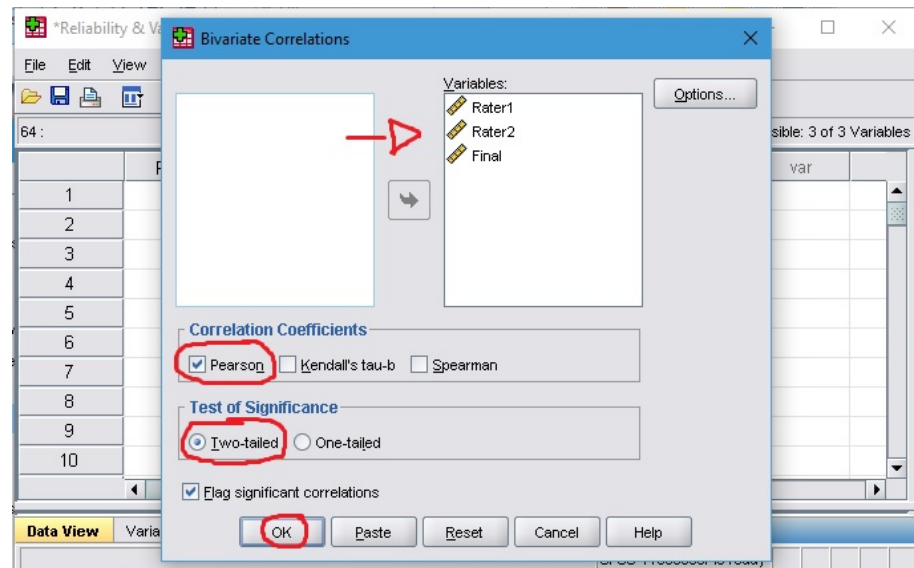 *Reliability & Va
Bivariate Correlations
File Edit View
Variables:
Rater1
Rater2
Final
Options...
64 :
sible: 3 of 3 Variables
var
1
2
3
4
5
6
7
8
9
10
Correlation Coefficients
Pearson Kendall's tau-b Spearman
Test of Significance
Two-tailed One-tailed
Flag significant correlations
OK Paste Reset Cancel Help
Data View Varia